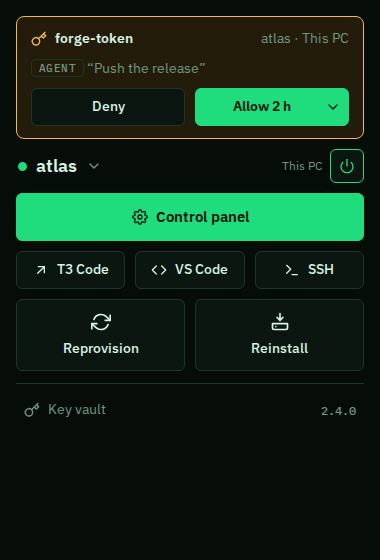 forge-token atlas · This PC
AGENT “Push the release”
Deny Allow 2 h
atlas This PC
Control panel
T3 Code VS Code SSH
Reprovision Reinstall
Key vault 2.4.0